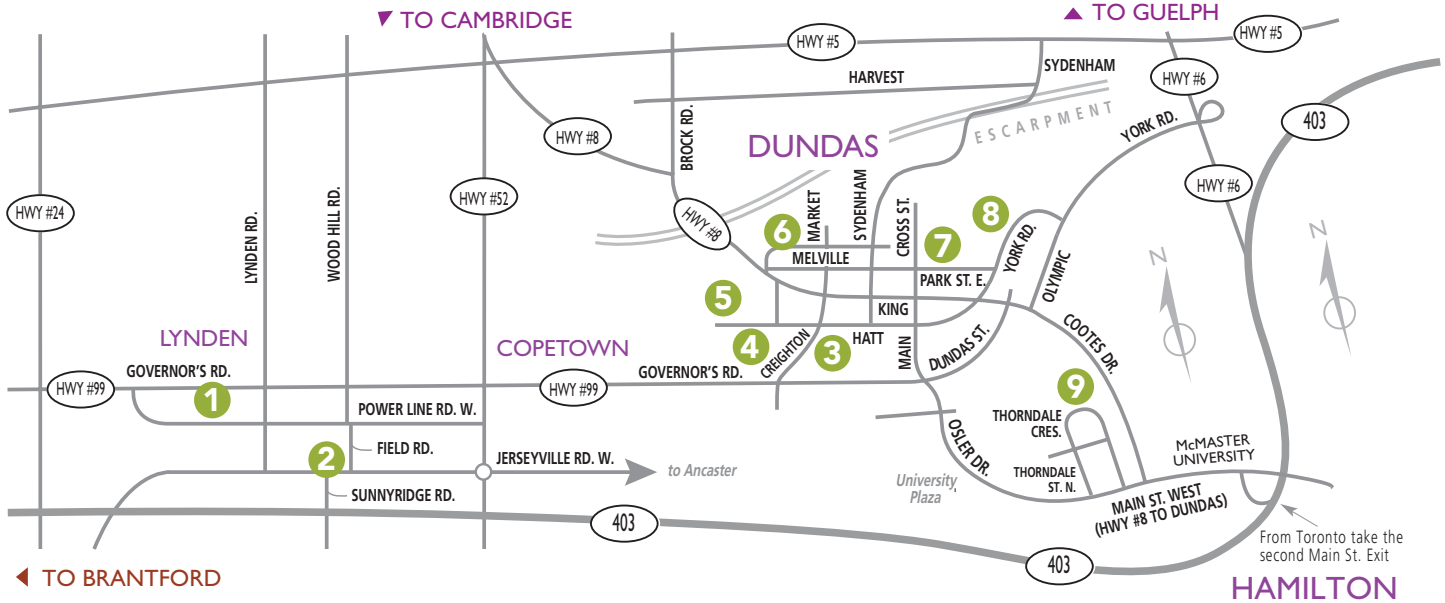 TO CAMBRIDGE
TO GUELPH
HWY #5
HWY #5
HARVEST
SYDENHAM
HWY #6
ESCARPMENT
YORK RD.
403
HWY #8
BROCK RD.
DUNDAS
HWY #24
LYNDEN RD.
WOOD HILL RD.
HWY #52
HWY #8
MARKET
SYDENHAM
CROSS ST.
HWY #6
6
7
8
MELVILLE
PARK ST. E.
YORK RD.
OLYMPIC
N
N
5
KING
4
CREIGHTON
3
HATT
MAIN
DUNDAS ST.
COOTES DR.
LYNDEN
COPETOWN
GOVERNOR'S RD.
HWY #99
HWY #99
GOVERNOR'S RD.
1
POWER LINE RD. W.
9
THORNDALE
CRES.
2
FIELD RD.
JERSEYVILLE RD. W.
to Ancaster
OSLER DR.
McMASTER
UNIVERSITY
SUNNYRIDGE RD.
University
Plaza
THORNDALE
ST. N.
MAIN ST. WEST
(HWY #8 TO DUNDAS)
403
403
From Toronto take the
second Main St. Exit
TO BRANTFORD
HAMILTON